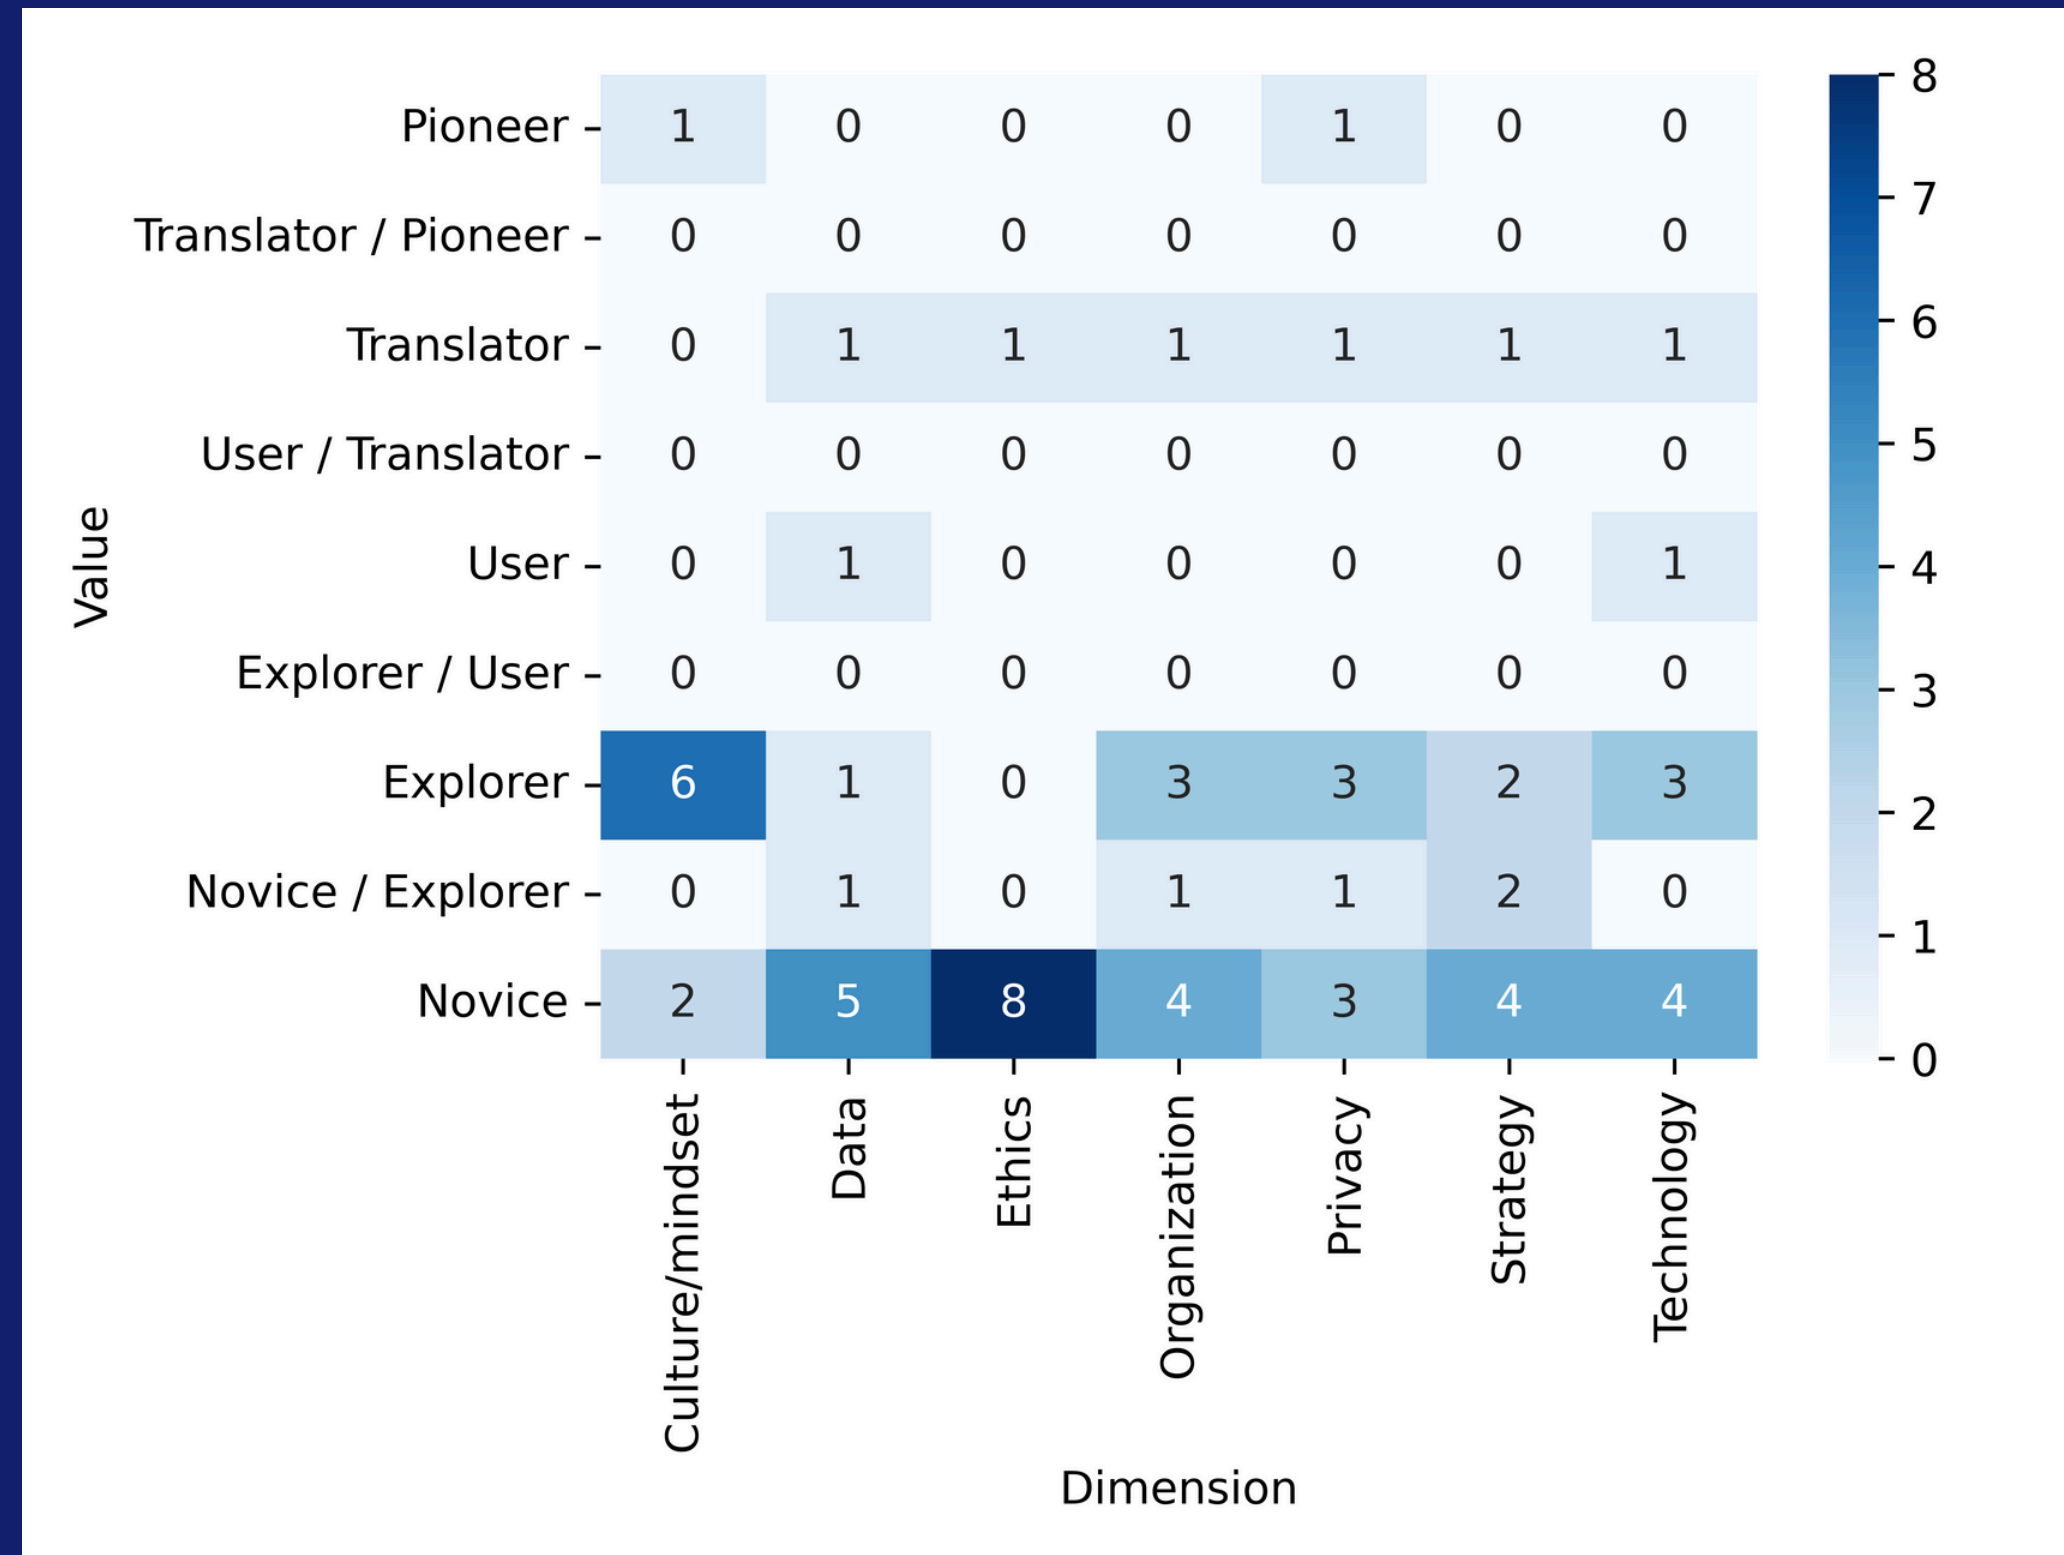 Pioneer 1 0 0 0 1 0 0
Translator / Pioneer 0 0 0 0 0 0 0
Translator 0 1 1 1 1 1 1
User / Translator 0 0 0 0 0 0 0
User 0 1 0 0 0 0 1
Explorer / User 0 0 0 0 0 0 0
Explorer 6 1 0 3 3 2 3
Novice / Explorer 0 1 0 1 1 2 0
Novice 2 5 8 4 3 4 4
Value
Culture/mindset
Data
Ethics
Organization
Privacy
Strategy
Technology
Dimension
8
7
6
5
4
3
2
1
0